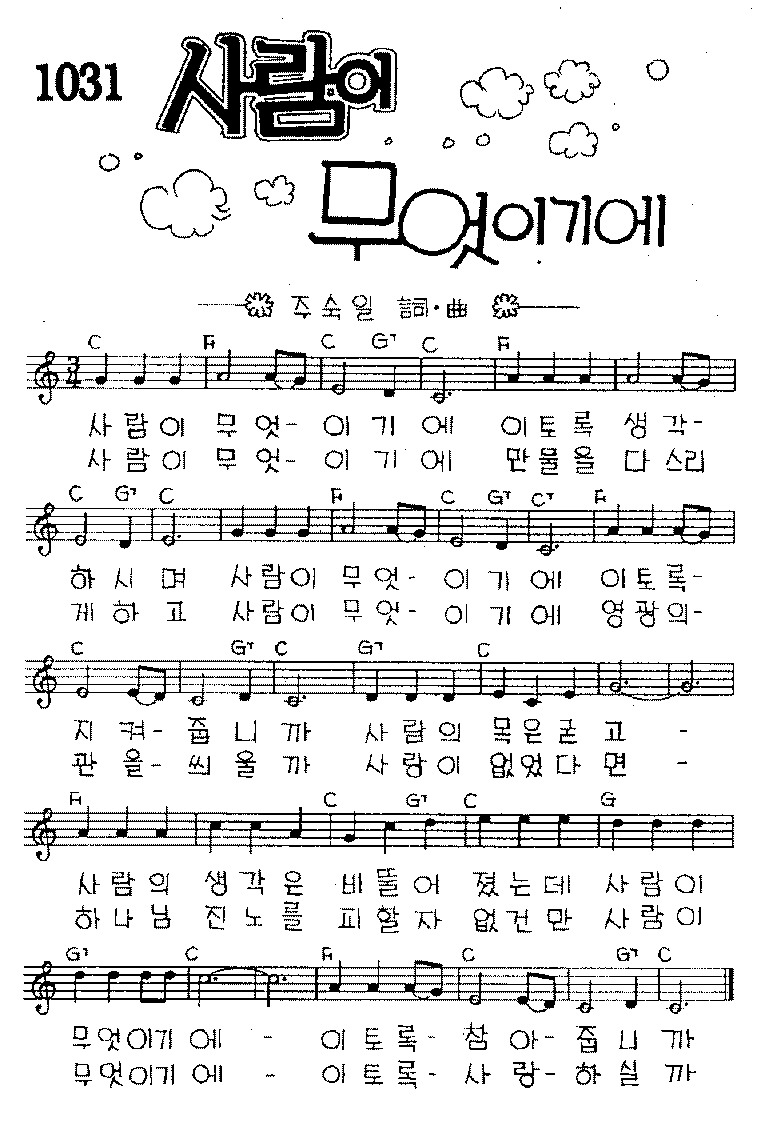 1031 사람이
무엇이기에
주숙일 詞·曲
C F C G7 C F
3/4
사 람 이 무 엇- 이 기 에 이 토 록 생 각-
사 람 이 무 엇- 이 기 에 만 물 을 다 스리
C G7 C F C G7 C7 F
하 시 며 사 람 이 무 엇- 이 기 에 이 토 록-
게 하 고 사 람 이 무 엇- 이 기 에 영 광 의-
C G7 C G7 C
지 켜- 줍 니 까 사 람 의 목 은 굳 고 -
관 을- 씌 울 까 사 랑 이 없 었 다 면 -
F C G7 C G
사 람 의 생 각 은 비 뚤 어 졌 는 데 사 람 이
하 나 님 진 노 를 피 할 자 없 건 만 사 람 이
G7 C F C G7 C
무 엇 이 기 에 - 이 토 록- 참 아- 줍 니 까
무 엇 이 기 에 - 이 토 록- 사 랑- 하 실 까